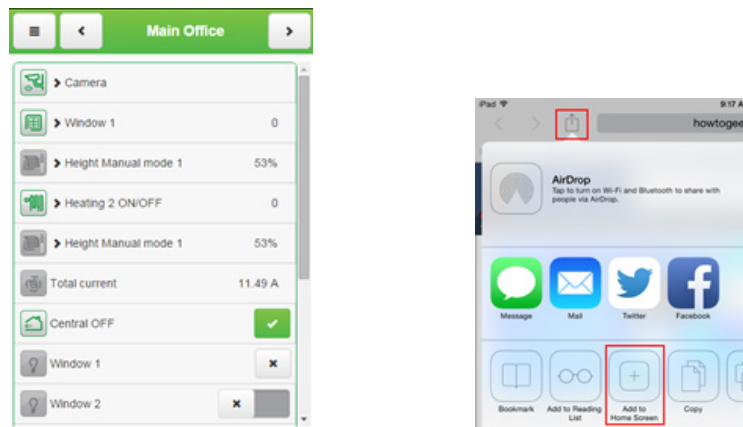 Main Office
Camera
Window 1 0
Height Manual mode 1 53%
Heating 2 ON/OFF 0
Height Manual mode 1 53%
Total current 11.49 A
Central OFF
Window 1
Window 2
iPad 9:17 A
howtogee
AirDrop
Tap to turn on Wi-Fi and Bluetooth to share with
people via AirDrop.
Message Mail Twitter Facebook
Bookmark Add to Reading List Add to Home Screen Copy